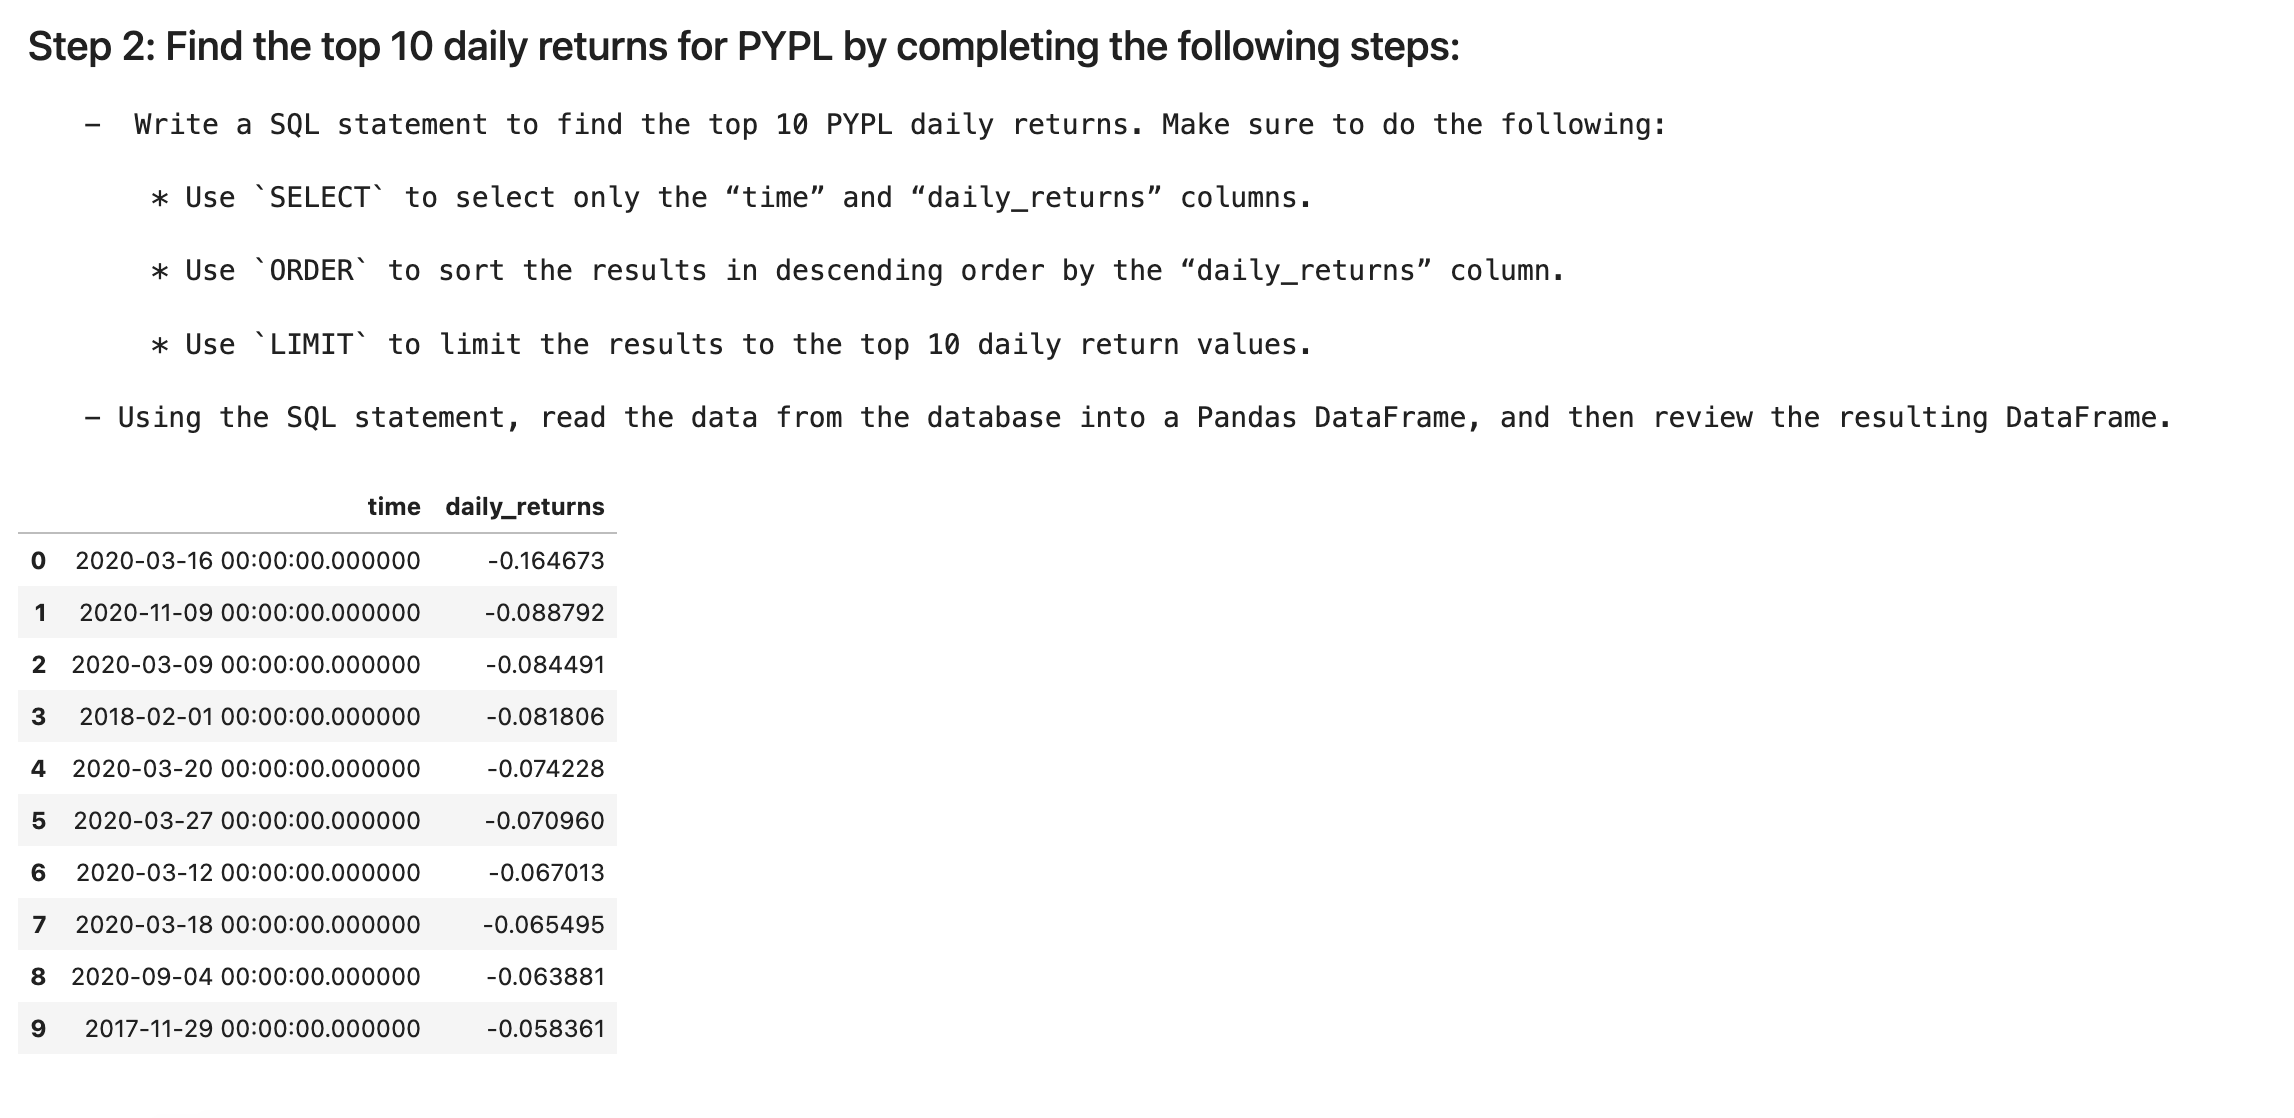 Step 2: Find the top 10 daily returns for PYPL by completing the following steps:
– Write a SQL statement to find the top 10 PYPL daily returns. Make sure to do the following:
* Use `SELECT` to select only the “time” and “daily_returns” columns.
* Use `ORDER` to sort the results in descending order by the “daily_returns” column.
* Use `LIMIT` to limit the results to the top 10 daily return values.
– Using the SQL statement, read the data from the database into a Pandas DataFrame, and then review the resulting DataFrame.
time daily_returns
0 2020-03-16 00:00:00.000000 -0.164673
1 2020-11-09 00:00:00.000000 -0.088792
2 2020-03-09 00:00:00.000000 -0.084491
3 2018-02-01 00:00:00.000000 -0.081806
4 2020-03-20 00:00:00.000000 -0.074228
5 2020-03-27 00:00:00.000000 -0.070960
6 2020-03-12 00:00:00.000000 -0.067013
7 2020-03-18 00:00:00.000000 -0.065495
8 2020-09-04 00:00:00.000000 -0.063881
9 2017-11-29 00:00:00.000000 -0.058361